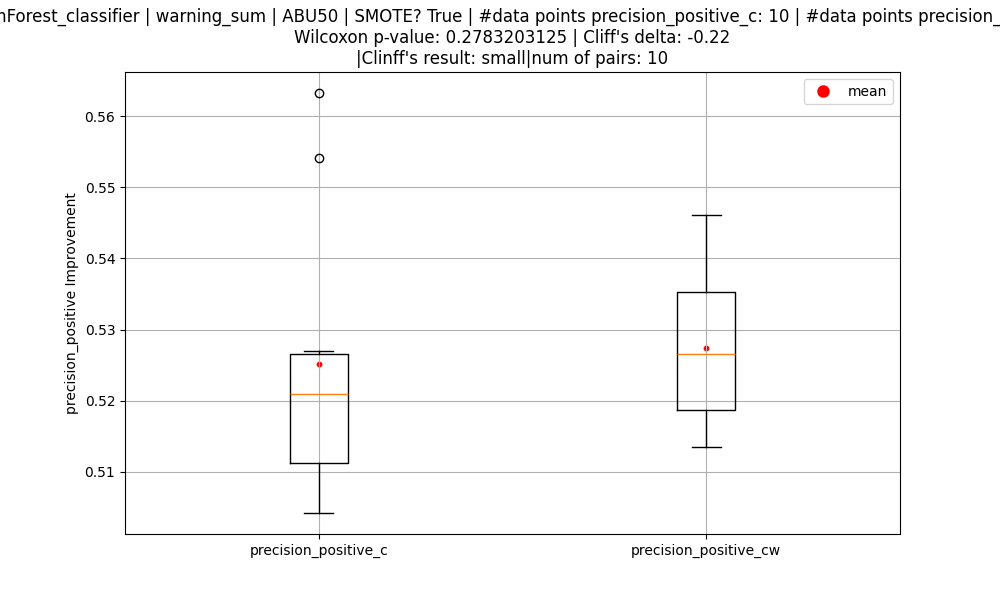 nForest_classifier | warning_sum | ABU50 | SMOTE? True | #data points precision_positive_c: 10 | #data points precision_
Wilcoxon p-value: 0.2783203125 | Cliff's delta: -0.22
|Clinff's result: small|num of pairs: 10
mean
0.56
0.55
0.54
0.53
0.52
0.51
precision_positive Improvement
precision_positive_c
precision_positive_cw